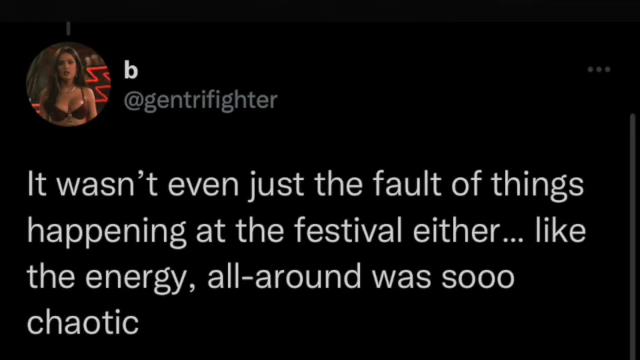 b
@gentrifighter
It wasn’t even just the fault of things
happening at the festival either... like
the energy, all-around was sooo
chaotic